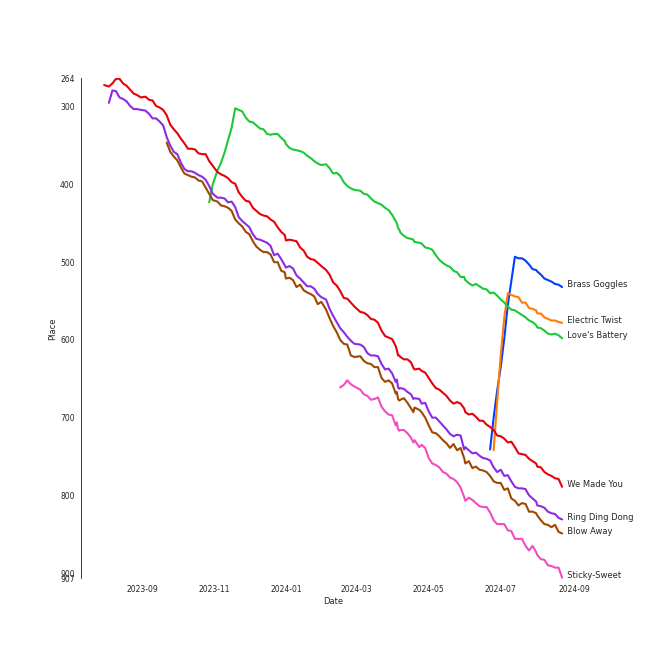 264
300
400
500
600
700
800
900
907
Place
2023-09
2023-11
2024-01
2024-03
2024-05
2024-07
2024-09
Date
Brass Goggles
Electric Twist
Love's Battery
We Made You
Ring Ding Dong
Blow Away
Sticky-Sweet